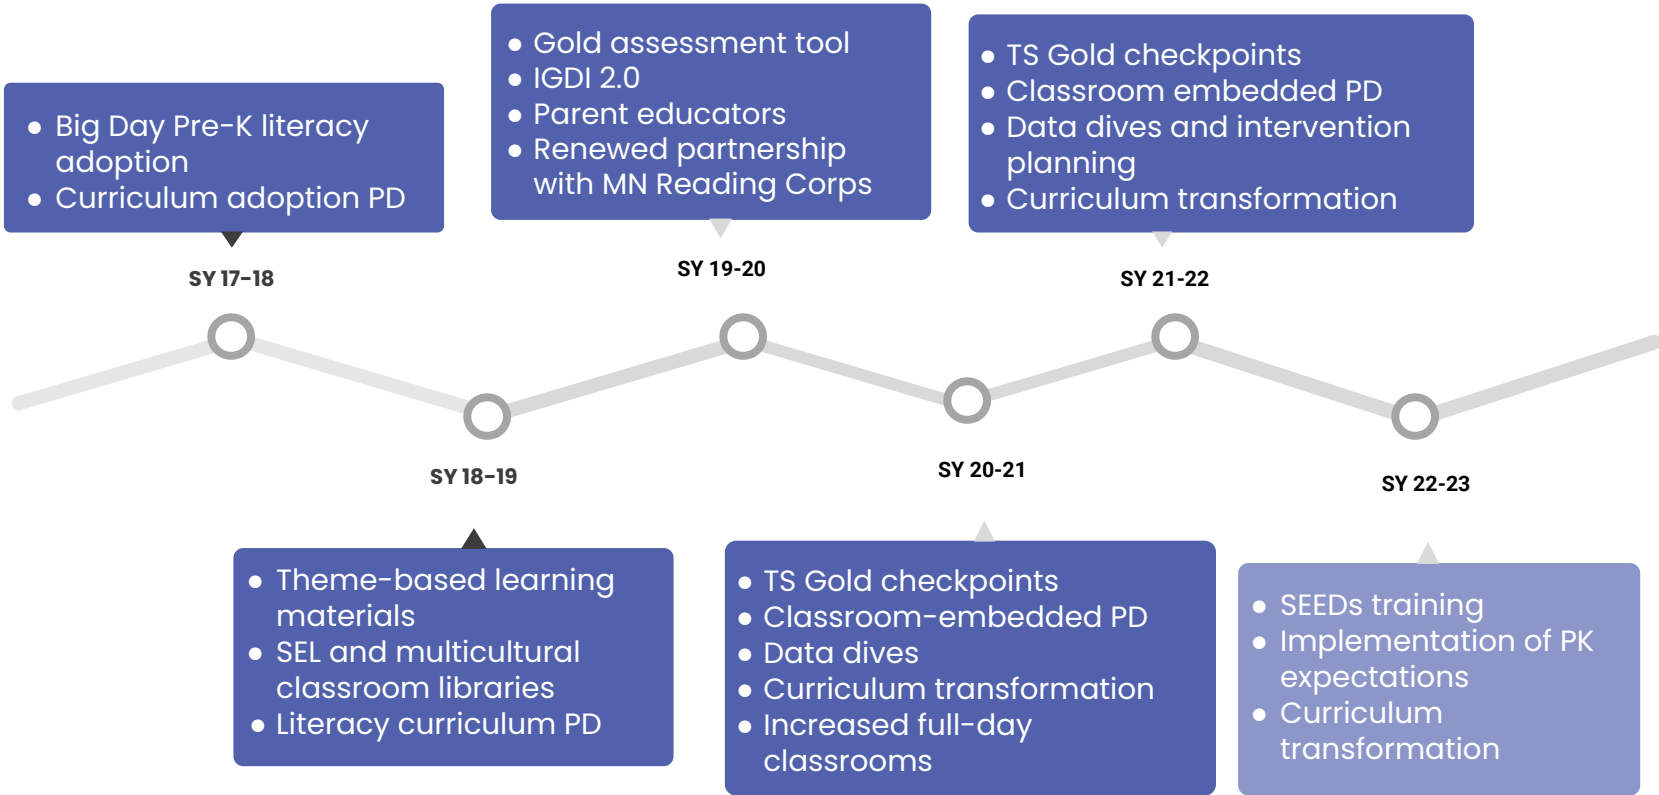 ● Big Day Pre-K literacy
adoption
● Curriculum adoption PD
SY 17-18
● Theme-based learning
materials
● SEL and multicultural
classroom libraries
● Literacy curriculum PD
SY 18-19
● Gold assessment tool
● IGDI 2.0
● Parent educators
● Renewed partnership
with MN Reading Corps
SY 19-20
● TS Gold checkpoints
● Classroom-embedded PD
● Data dives
● Curriculum transformation
● Increased full-day
classrooms
SY 20-21
● TS Gold checkpoints
● Classroom embedded PD
● Data dives and intervention
planning
● Curriculum transformation
SY 21-22
● SEEDs training
● Implementation of PK
expectations
● Curriculum
transformation
SY 22-23